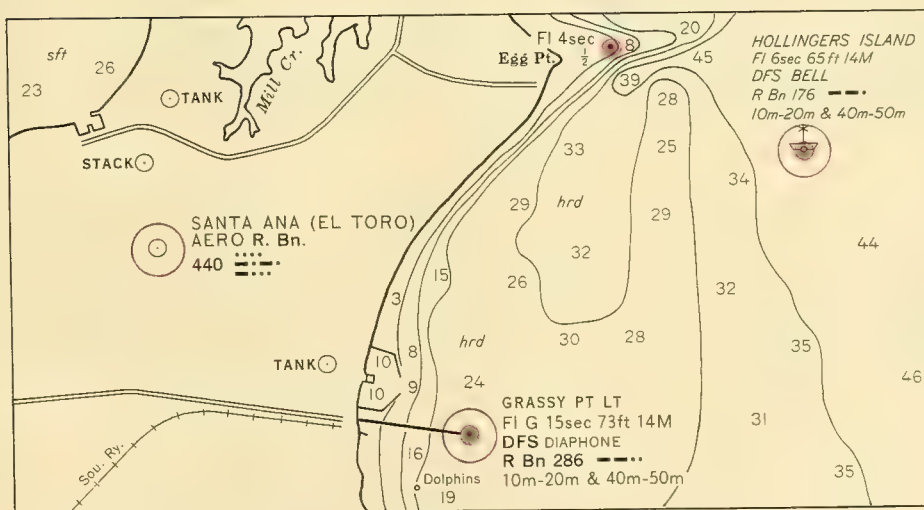 sft
23
26
TANK
Mill Cr.
STACK
Fl 4sec
Egg Pt.
1/2
8
20
45
39
28
HOLLINGERS ISLAND
Fl 6sec 65ft 14M
DFS BELL
R Bn 176
10m-20m & 40m-50m
33
25
34
29
hrd
29
44
SANTA ANA (EL TORO)
AERO R. Bn.
440
32
15
26
32
3
30
28
35
8
hrd
TANK
10
10
9
24
46
GRASSY PT LT
Fl G 15sec 73ft 14M
DFS DIAPHONE
R Bn 286
10m-20m & 40m-50m
31
35
16
Dolphins
19
Sou. Ry.